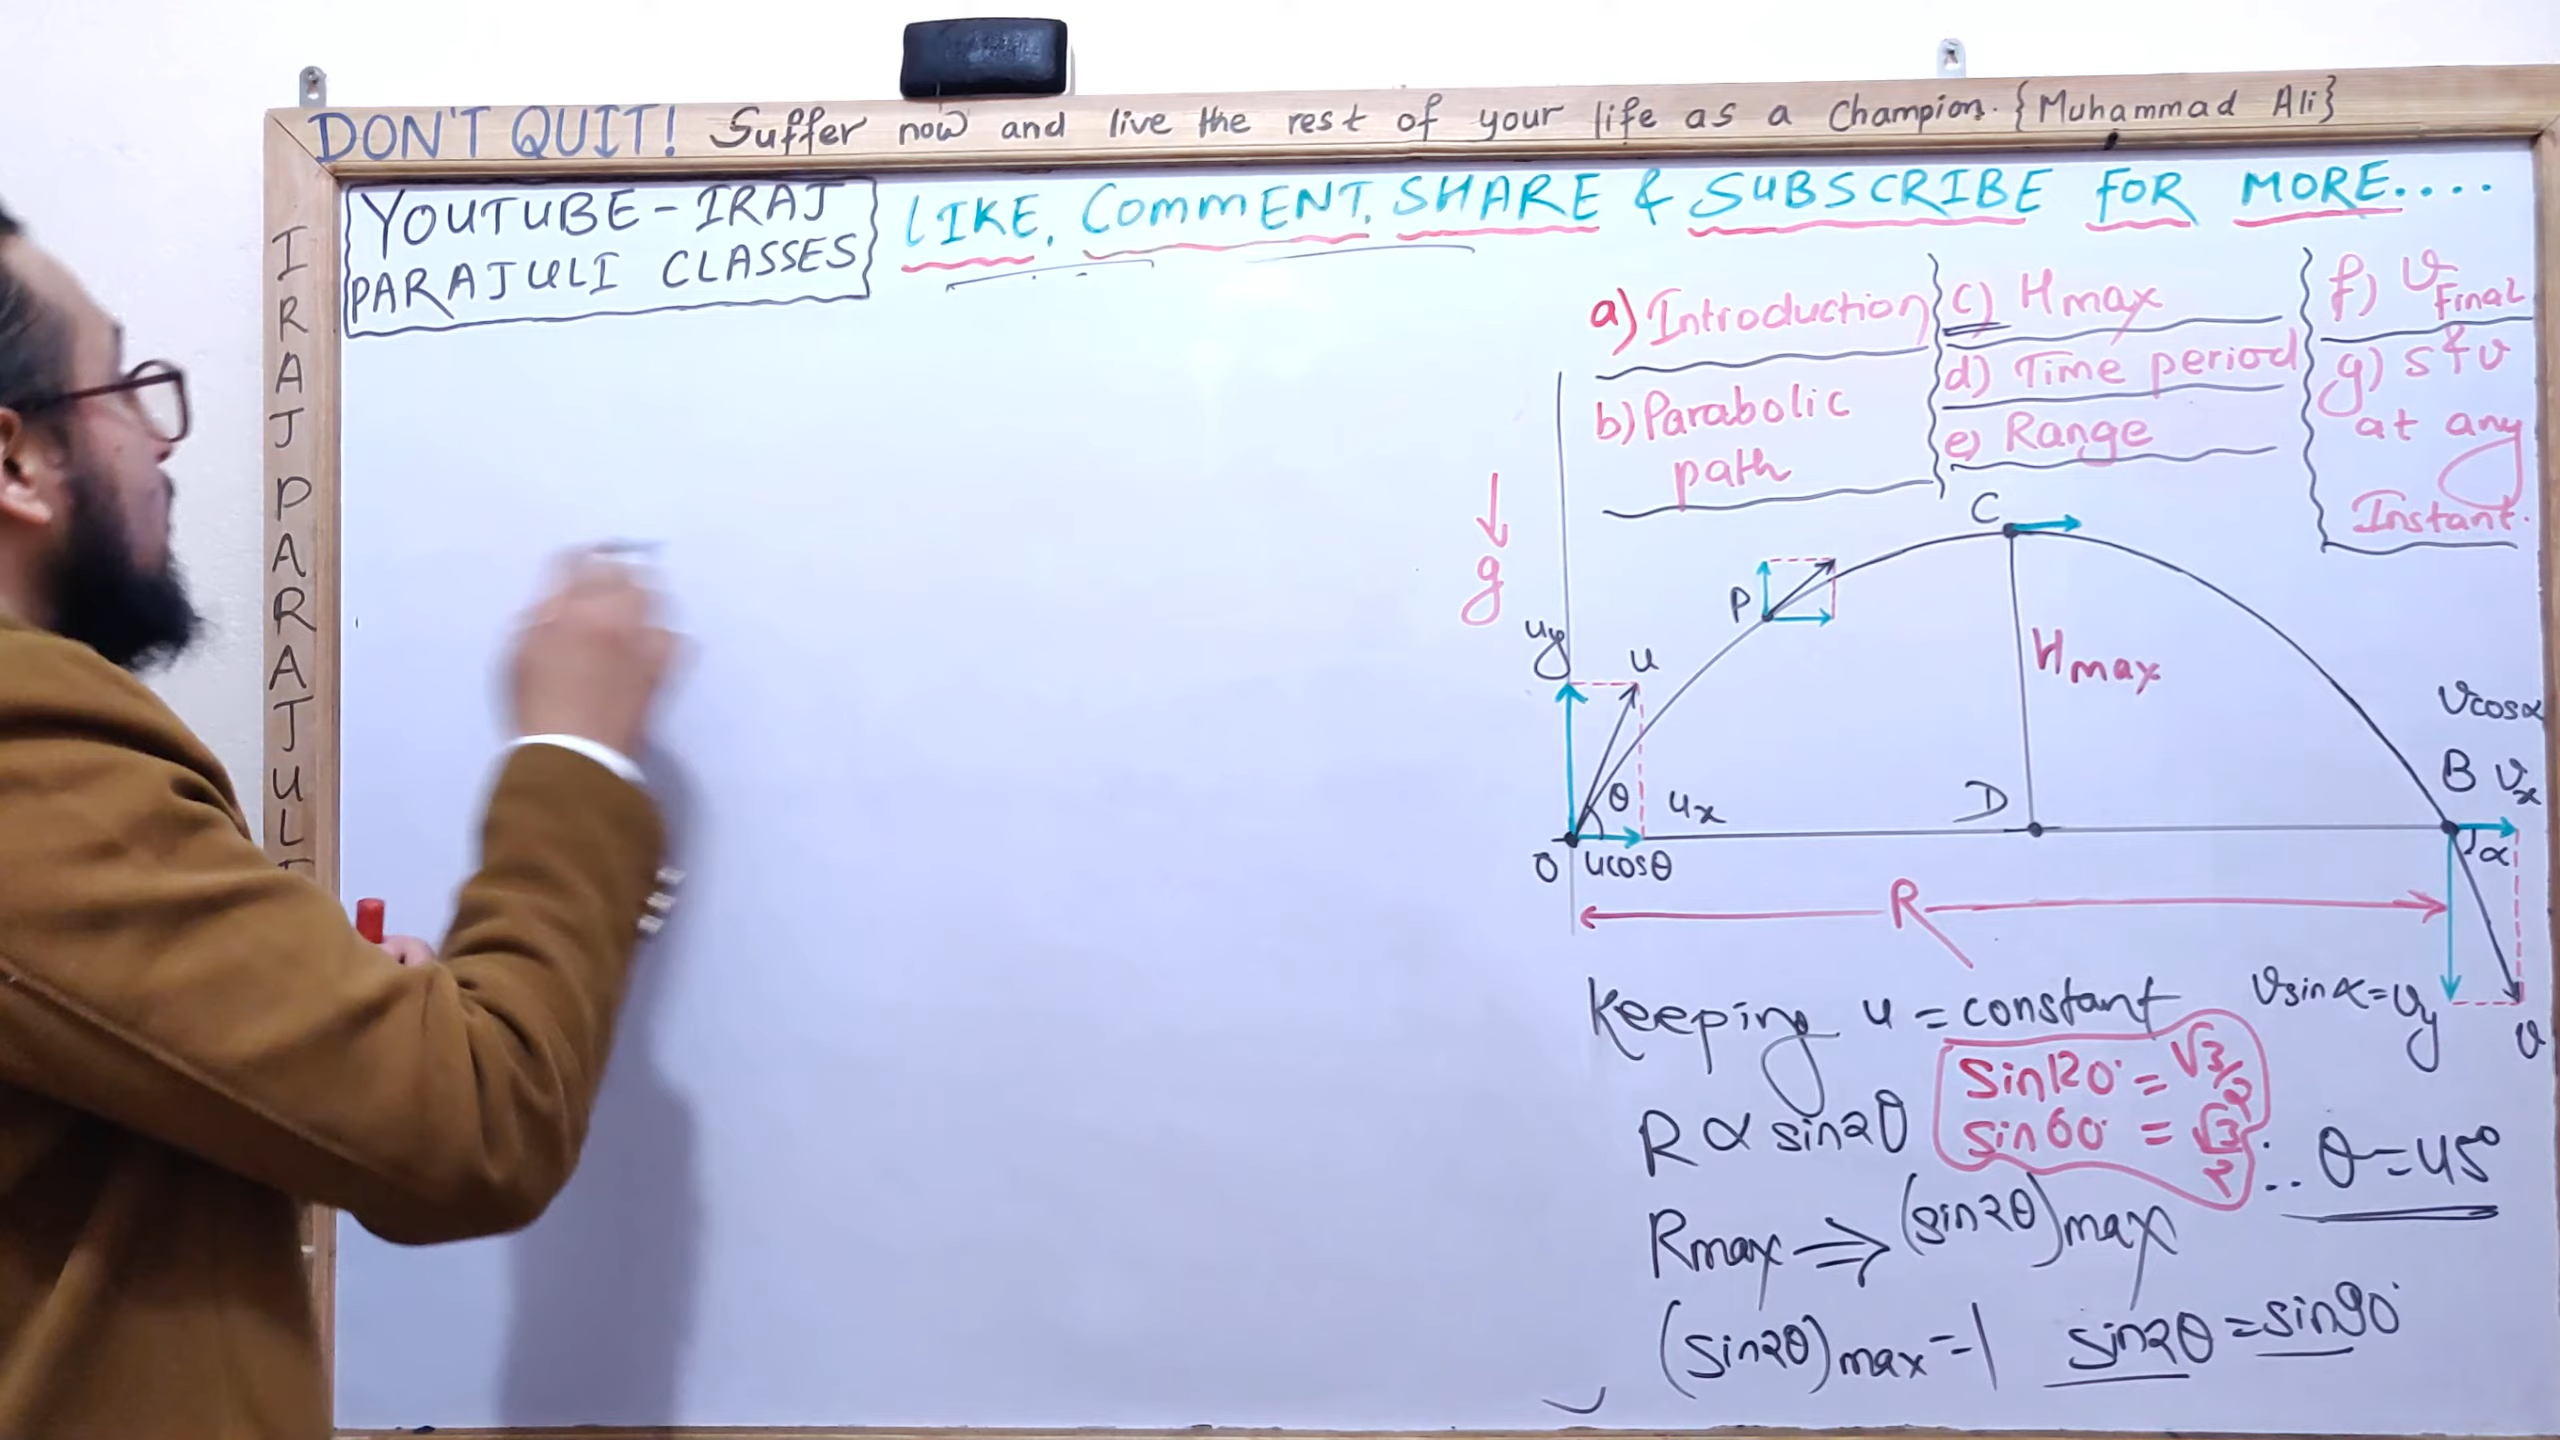 DON'T QUIT! Suffer now and live the rest of your life as a Champion. {Muhammad Ali}
IRAJ PARAJULI
YOUTUBE - IRAJ
PARAJULI CLASSES
LIKE, COMMENT, SHARE & SUBSCRIBE FOR MORE....
a) Introduction
b) Parabolic
path
c) Hmax
d) Time period
e) Range
f) vFinal
g) s & v
at any
Instant.
g
C
P
uy
u
Hmax
θ
ux
D
O
ucosθ
vcosα
B vx
α
R
vsinα = vy
v
Keeping u = constant
R ∝ sin2θ
Sin120° = √3/2
Sin60° = √3/2
∴ θ = 45°
Rmax ⇒ (sin2θ)max
(sin2θ)max = 1
sin2θ = sin90°